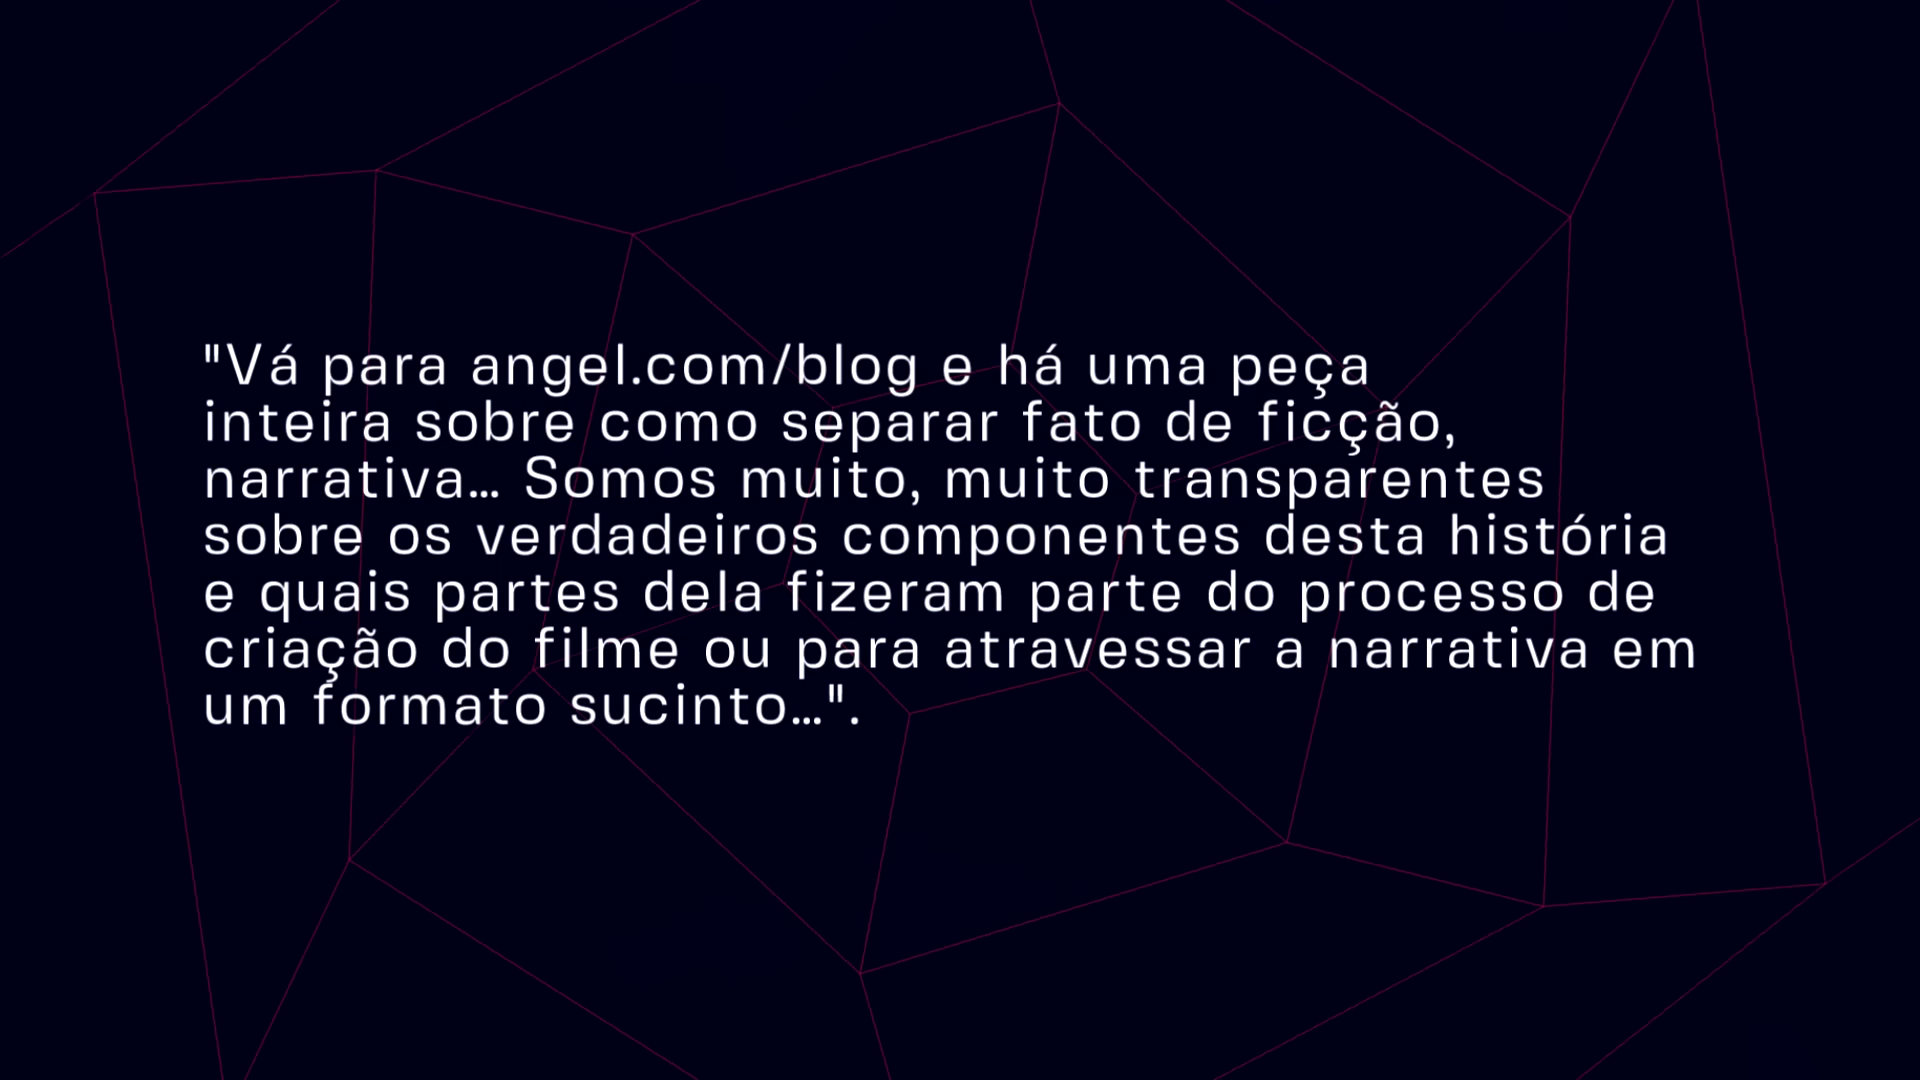 "Vá para angel.com/blog e há uma peça
inteira sobre como separar fato de ficção,
narrativa… Somos muito, muito transparentes
sobre os verdadeiros componentes desta história
e quais partes dela fizeram parte do processo de
criação do filme ou para atravessar a narrativa em
um formato sucinto…".